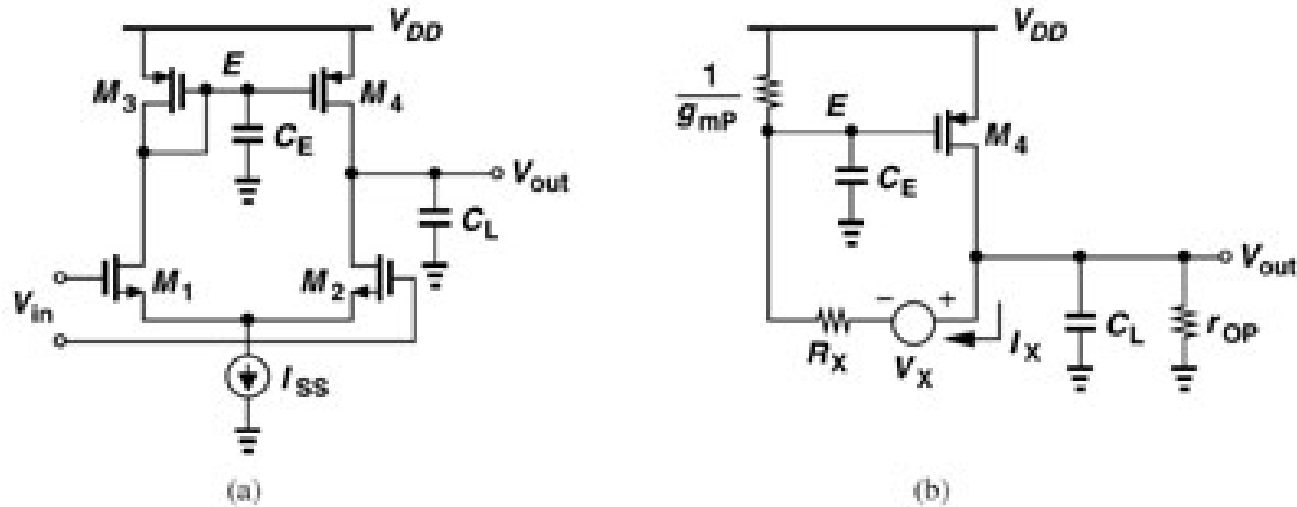 V_DD
E
M_3
M_4
C_E
V_out
C_L
V_in
M_1
M_2
I_SS
(a)
V_DD
1
g_mP
E
M_4
C_E
V_out
R_X
V_X
I_X
C_L
r_OP
(b)